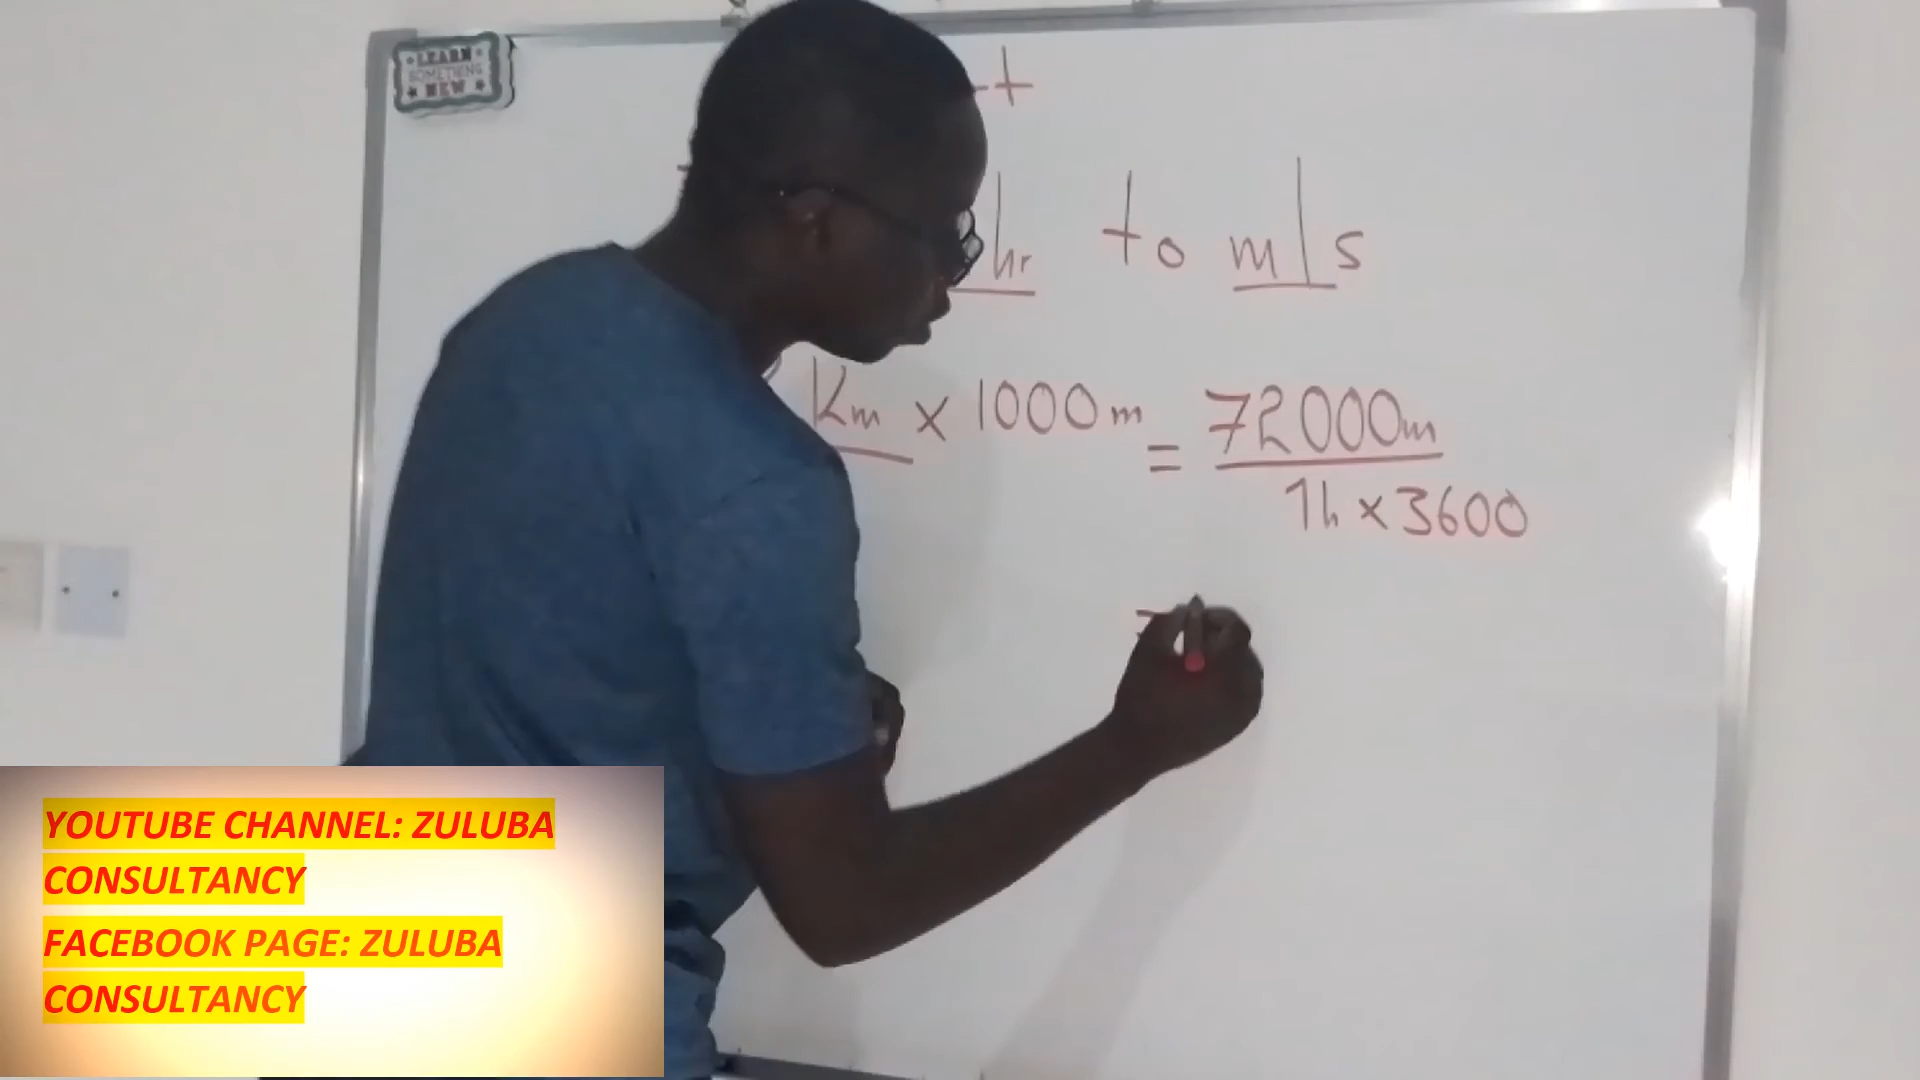 LEARN
SOMETHING
NEW
hr to m/s
Km x 1000m = 72000m
1h x 3600
YOUTUBE CHANNEL: ZULUBA
CONSULTANCY
FACEBOOK PAGE: ZULUBA
CONSULTANCY